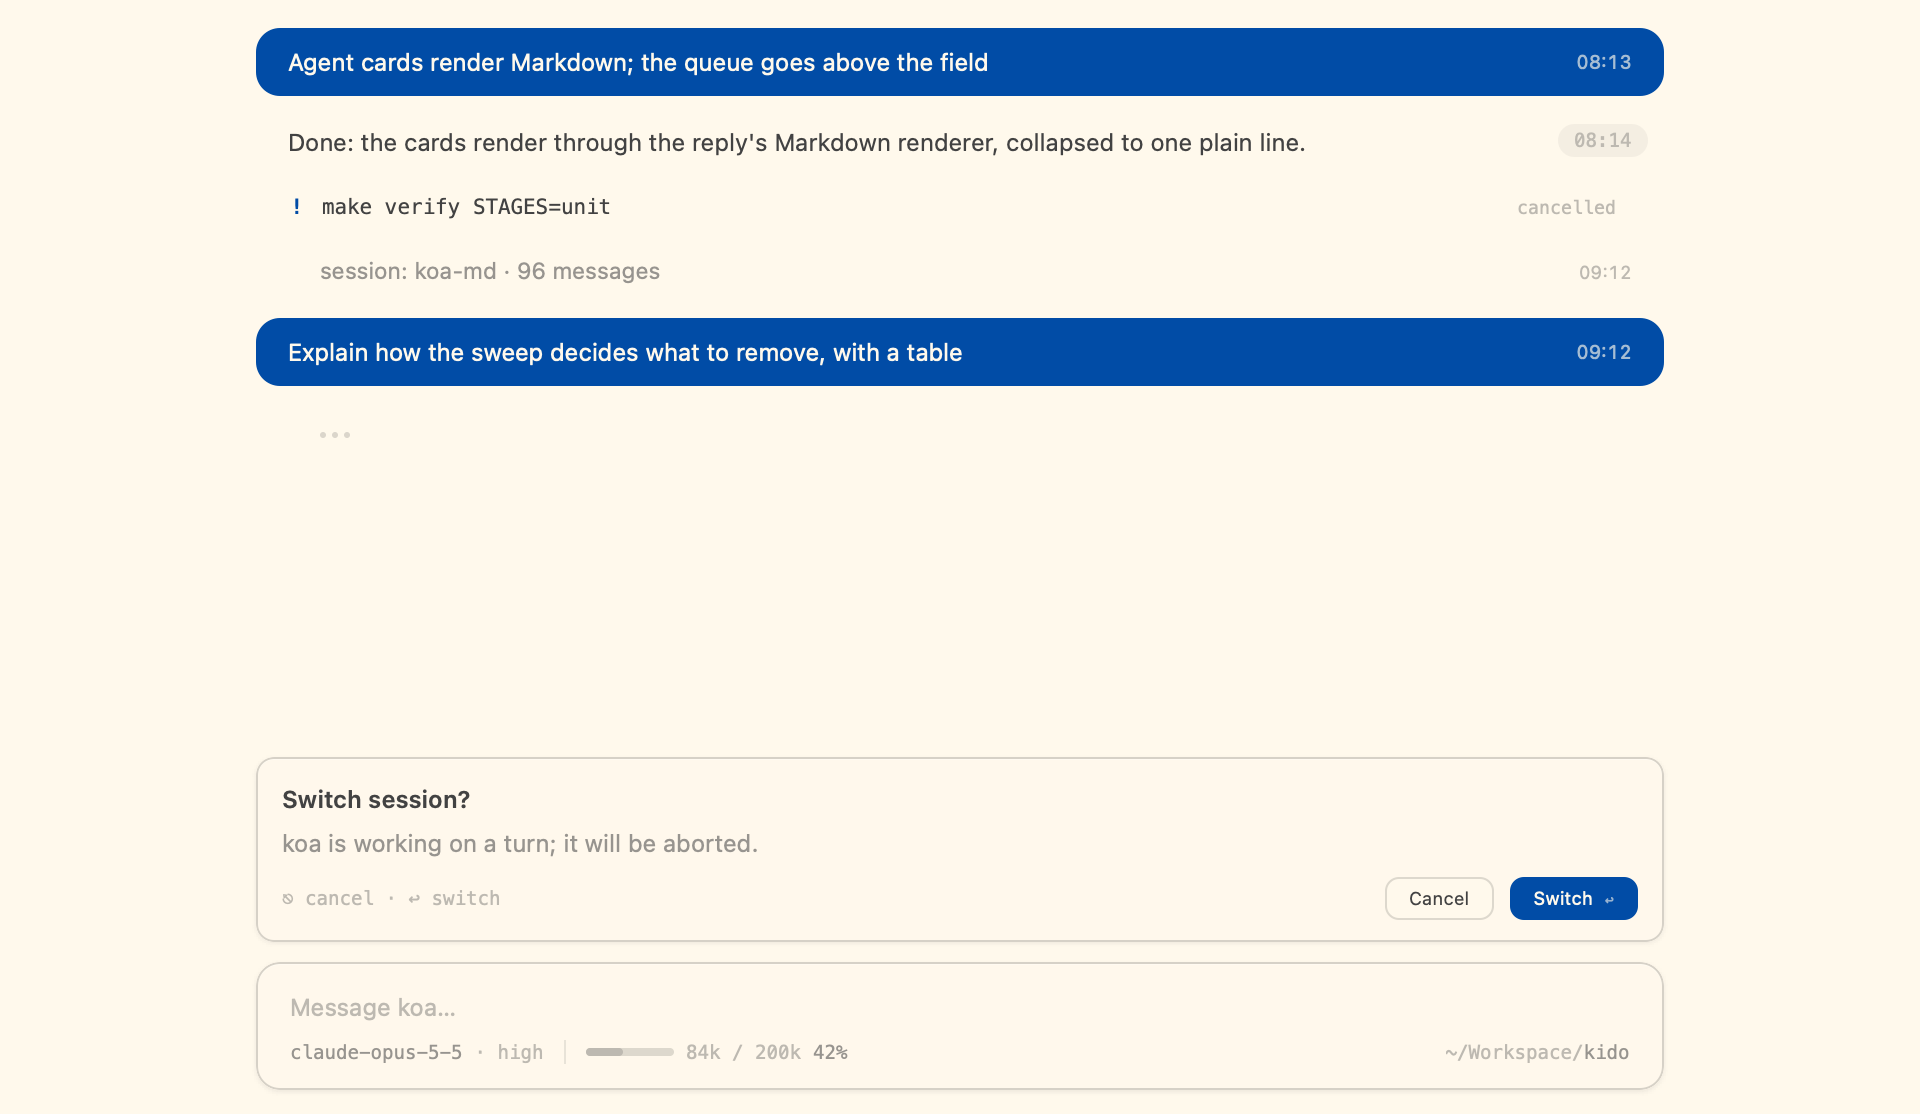 Agent cards render Markdown; the queue goes above the field 08:13
Done: the cards render through the reply's Markdown renderer, collapsed to one plain line. 08:14
! make verify STAGES=unit cancelled
session: koa-md · 96 messages 09:12
Explain how the sweep decides what to remove, with a table 09:12
Switch session?
koa is working on a turn; it will be aborted.
⎋ cancel · ↩ switch Cancel Switch ↩
Message koa...
claude-opus-5-5 · high 84k / 200k 42% ~/Workspace/kido